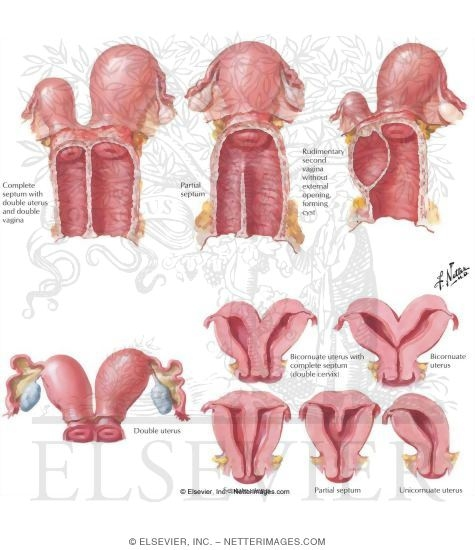 Complete
septum with
double uterus
and double
vagina
Partial
septum
Rudimentary
second
vagina
without
external
opening,
forming
cyst
F. Netter
M.D.
Bicornuate uterus with
complete septum
(double cervix)
Bicornuate
uterus
Double uterus
Partial septum
Unicornuate uterus
© Elsevier, Inc - Netterimages.com
NETTER
ELSEVIER
© ELSEVIER, INC. – NETTERIMAGES.COM